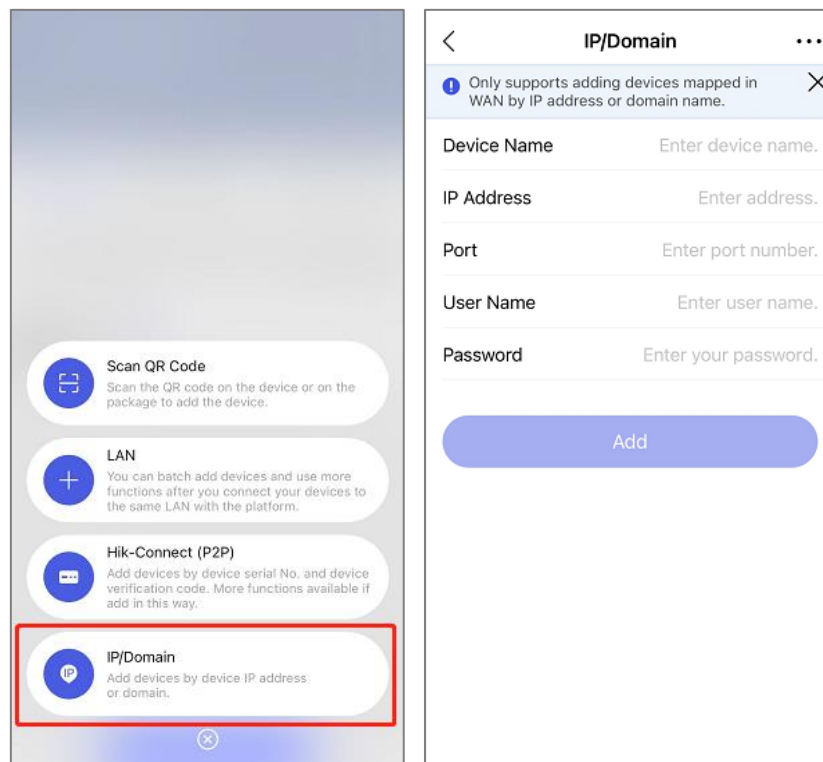 Scan QR Code
Scan the QR code on the device or on the
package to add the device.
LAN
You can batch add devices and use more
functions after you connect your devices to
the same LAN with the platform.
Hik-Connect (P2P)
Add devices by device serial No. and device
verification code. More functions available if
add in this way.
IP
IP/Domain
Add devices by device IP address
or domain.
IP/Domain
Only supports adding devices mapped in
WAN by IP address or domain name.
Device Name Enter device name.
IP Address Enter address.
Port Enter port number.
User Name Enter user name.
Password Enter your password.
Add